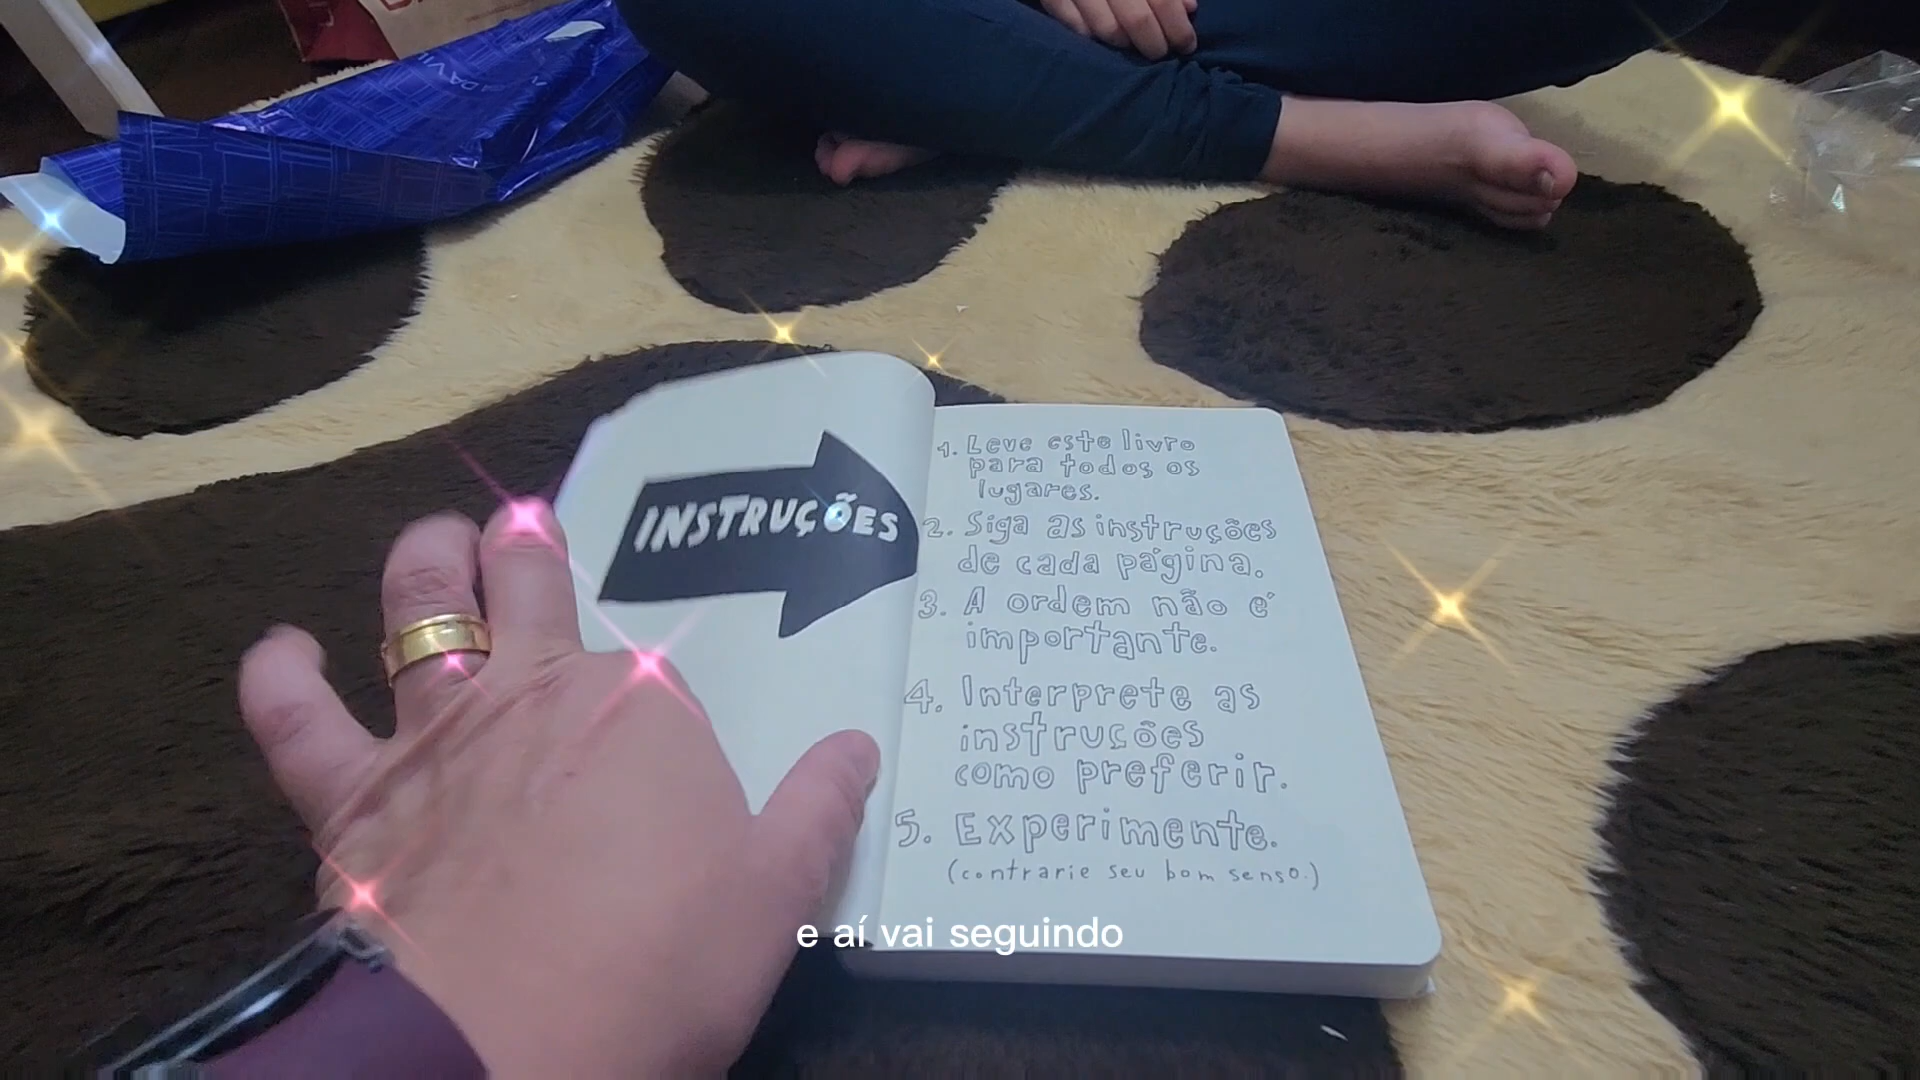 INSTRUÇÕES
1. Leve este livro
para todos os
lugares.
2. Siga as instruções
de cada página.
3. A ordem não é
importante.
4. Interprete as
instruções
como preferir.
5. Experimente.
(contrarie seu bom senso.)
e aí vai seguindo